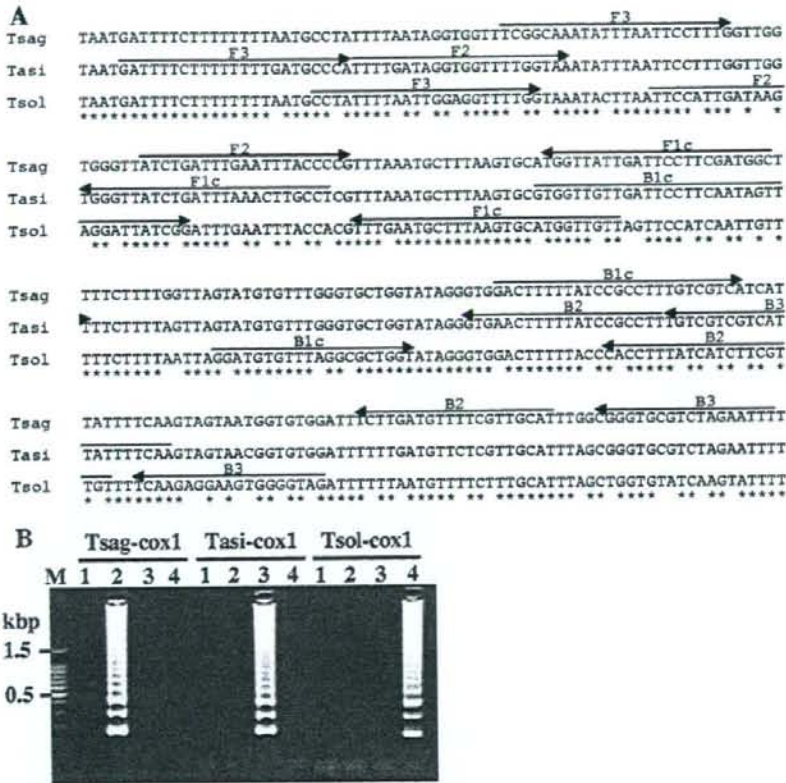 A
F3
Tsag TAATGATTTTCTTTTTTTTTAATGCCTATTTTAATAGGTGGTTTCGGCAAATATTTAATTCCTTTGGTTGG
F3 F2
Tasi TAATGATTTTCTTTTTTTTGATGCCCATTTTGATAGGTGGTTTTGGTAAATATTTAATTCCTTTGGTTGG
F3 F2
Tsol TAATGATTTTCTTTTTTTTTAATGCCTATTTTAATTGGAGGTTTTGGTAAATACTTAATTCCATTGATAAG
F2 F1c
Tsag TGGGTTATCTGATTTGAATTTACCCCGTTTAAATGCTTTAAGTGCATGGTTATTGATTCCTTCGATGGCT
F1c B1c
Tasi TGGGTTATCTGATTTAAACTTGCCTCGTTTAAATGCTTTAAGTGCGTGGTTGTTGATTCCTTCAATAGTT
F1c
Tsol AGGATTATCGGATTTGAATTTACCACGTTTGAATGCTTTAAGTGCATGGTTGTTAGTTCCATCAATTGTT
B1c
Tsag TTTCTTTTGGTTAGTATGTGTTTGGGTGCTGGTATAGGGTGGACTTTTTATCCGCCTTTGTCGTCATCAT
B2 B3
Tasi TTTCTTTTAGTTAGTATGTGTTTGGGTGCTGGTATAGGGTGAACTTTTTATCCGCCTTTGTCGTCGTCAT
B1c B2
Tsol TTTCTTTTAATTAGGATGTGTTTAGGCGCTGGTATAGGGTGGACTTTTTACCCACCTTTATCATCTTCGT
B2 B3
Tsag TATTTTCAAGTAGTAATGGTGTGGATTTCTTGATGTTTTCGTTGCATTTGGCGGGTGCGTCTAGAATTTT
Tasi TATTTTCAAGTAGTAACGGTGTGGATTTTTTGATGTTCTCGTTGCATTTAGCGGGTGCGTCTAGAATTTT
B3
Tsol TGTTTTCAAGAGGAAGTGGGGTAGATTTTTTAATGTTTTCTTTGCATTTAGCTGGTGTATCAAGTATTTT
B
Tsag-cox1 Tasi-cox1 Tsol-cox1
M 1 2 3 4 1 2 3 4 1 2 3 4
kbp
1.5
0.5